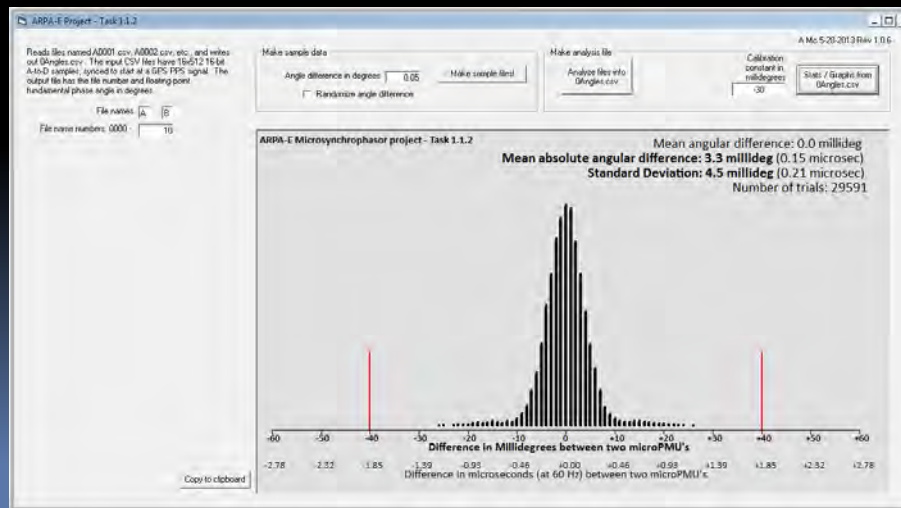 ARPA-E Project - Task 1.1.2
A Mc 5-20-2013 Rev 1.0.6
Reads files named A0001.csv, A0002.csv, etc., and writes
out 0Angles.csv. The input CSV files have 16x512 16-bit
A-to-D samples, synced to start at a GPS PPS signal. The
output file has the file number and floating point
fundamental phase angle in degrees.
File names: A B
File name numbers: 0000 - 10
Make sample data
Angle difference in degrees 0.05
Make sample files!
Randomize angle difference
Make analysis file
Analyze files into
0Angles.csv
Calibration
constant in
millidegrees
-30
Stats / Graphs from
0Angles.csv
ARPA-E Microsynchrophasor project - Task 1.1.2
Mean angular difference: 0.0 millideg
Mean absolute angular difference: 3.3 millideg (0.15 microsec)
Standard Deviation: 4.5 millideg (0.21 microsec)
Number of trials: 29591
-60 -50 -40 -30 -20 -10 0 +10 +20 +30 +40 +50 +60
Difference in Millidegrees between two microPMU's
-2.78 -2.32 -1.85 -1.39 -0.93 -0.46 +0.00 +0.46 +0.93 +1.39 +1.85 +2.32 +2.78
Difference in microseconds (at 60 Hz) between two microPMU's
Copy to clipboard